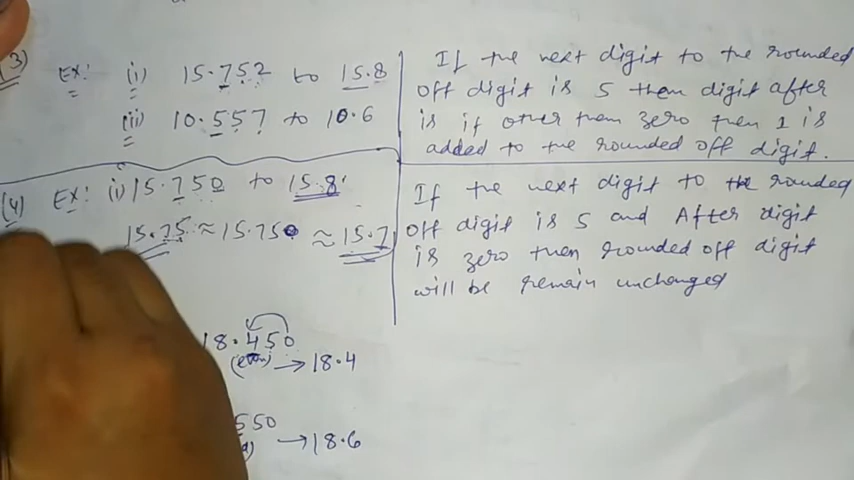 (3) Ex: (i) 15.752 to 15.8
(ii) 10.557 to 10.6
If the next digit to the rounded
off digit is 5 then digit after
is if other then zero then 1 is
added to the rounded off digit.
(4) Ex: (i) 15.750 to 15.8
15.75 ≈ 15.750 ≈ 15.7
If the next digit to the rounded
off digit is 5 and After digit
is zero then rounded off digit
will be remain unchanged
18.450
(even) → 18.4
550
→ 18.6